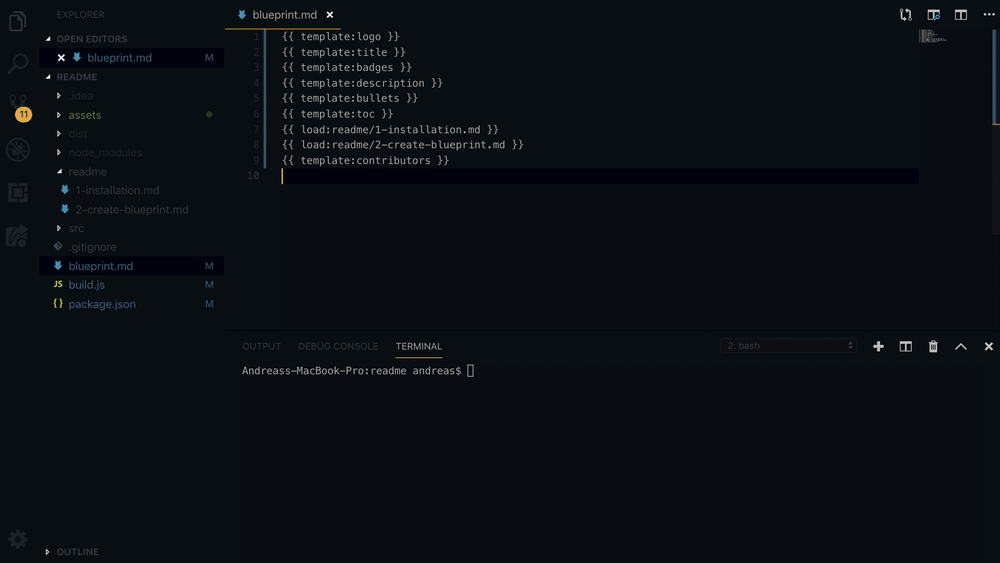 EXPLORER
OPEN EDITORS
blueprint.md M
README
.idea
assets
dist
node_modules
readme
1-installation.md
2-create-blueprint.md
src
.gitignore
blueprint.md M
JS build.js M
{ } package.json M
OUTLINE
11
blueprint.md
1 {{ template:logo }}
2 {{ template:title }}
3 {{ template:badges }}
4 {{ template:description }}
5 {{ template:bullets }}
6 {{ template:toc }}
7 {{ load:readme/1-installation.md }}
8 {{ load:readme/2-create-blueprint.md }}
9 {{ template:contributors }}
10
OUTPUT DEBUG CONSOLE TERMINAL 2: bash
Andreass-MacBook-Pro:readme andreas$